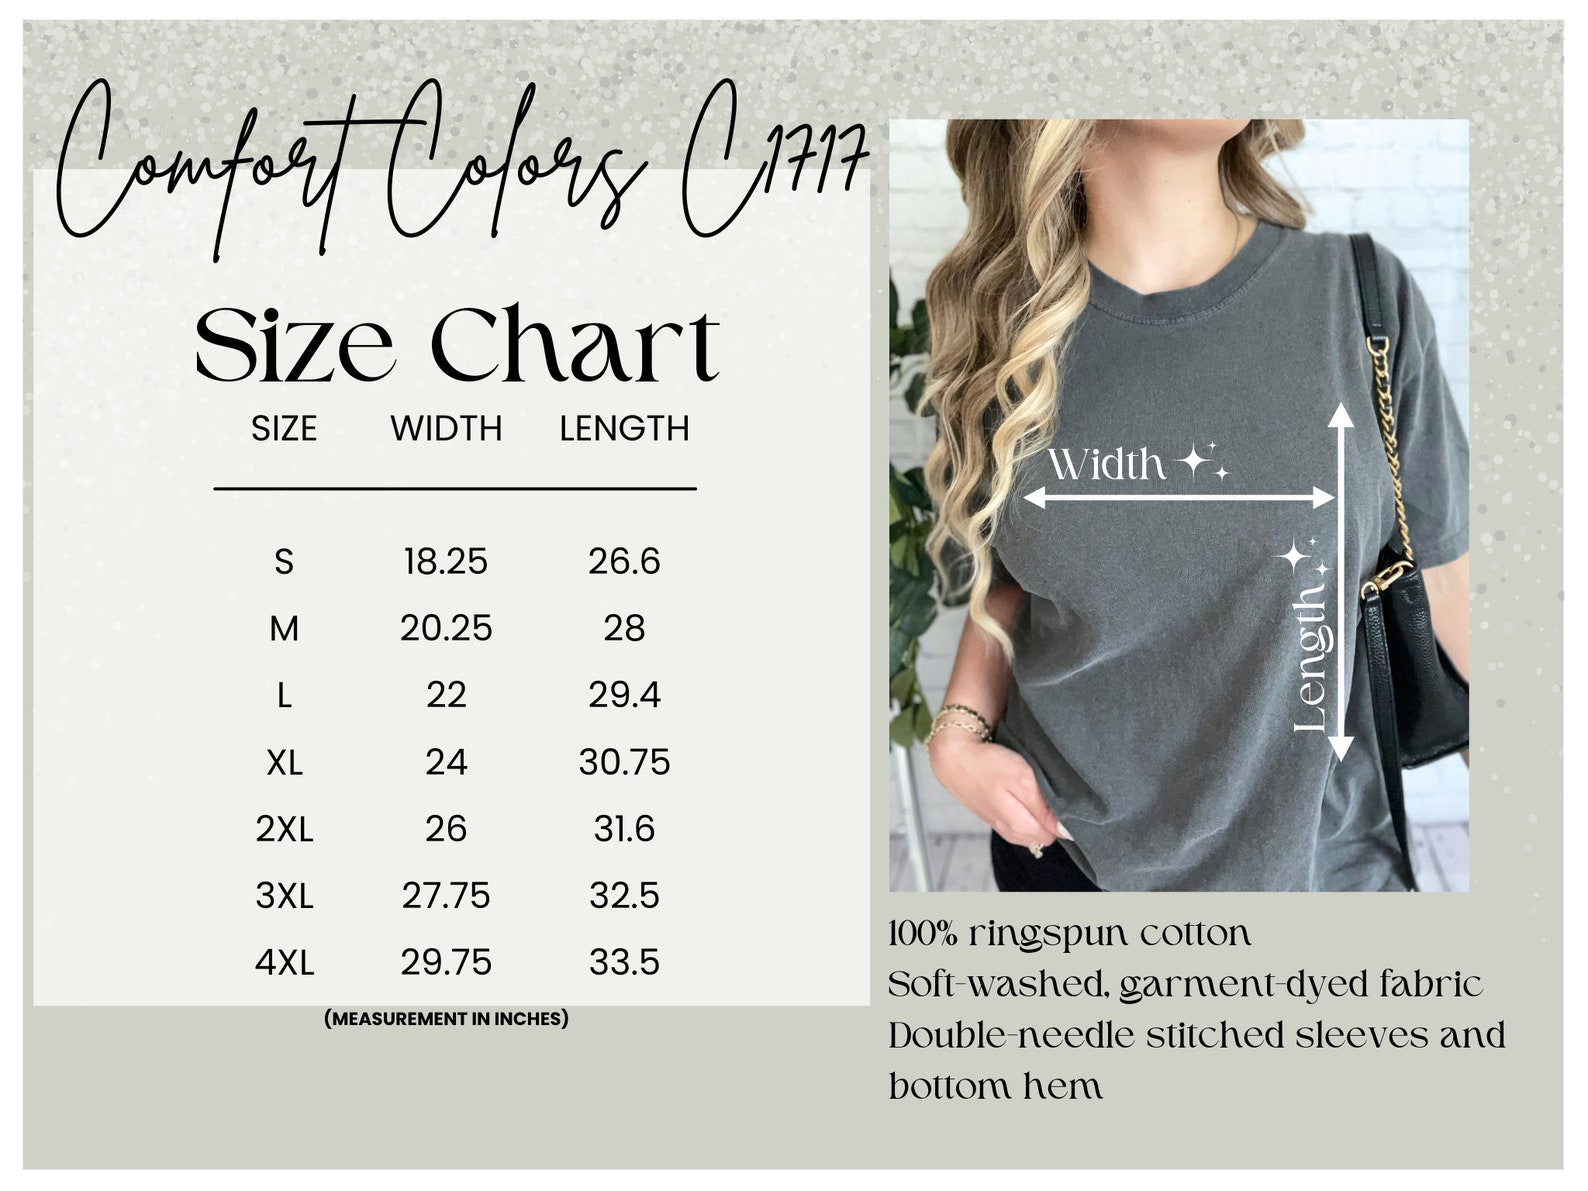 Comfort Colors C1717
Size Chart
SIZE WIDTH LENGTH
S 18.25 26.6
M 20.25 28
L 22 29.4
XL 24 30.75
2XL 26 31.6
3XL 27.75 32.5
4XL 29.75 33.5
(MEASUREMENT IN INCHES)
Width
Length
100% ringspun cotton
Soft-washed, garment-dyed fabric
Double-needle stitched sleeves and
bottom hem